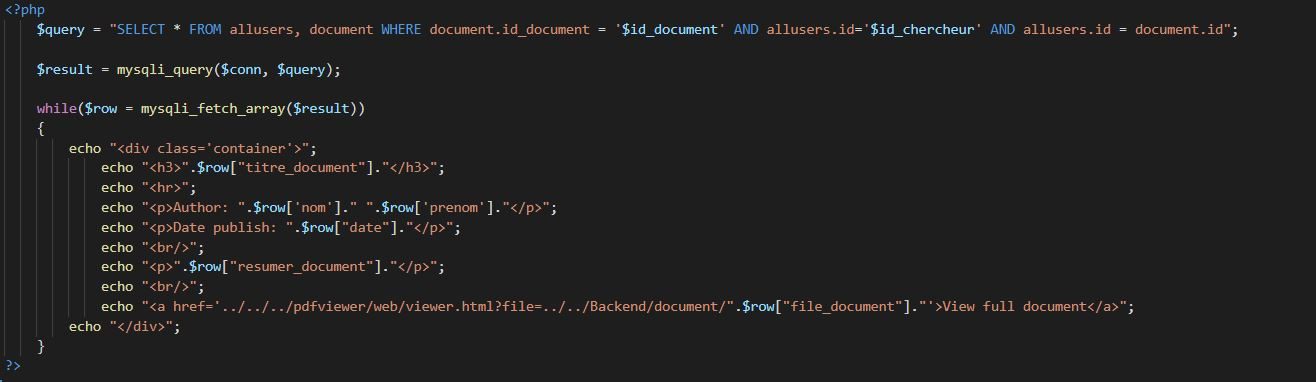 <?php
$query = "SELECT * FROM allusers, document WHERE document.id_document = '$id_document' AND allusers.id='$id_chercheur' AND allusers.id = document.id";
$result = mysqli_query($conn, $query);
while($row = mysqli_fetch_array($result))
{
echo "<div class='container'>";
echo "<h3>".$row["titre_document"]."</h3>";
echo "<hr>";
echo "<p>Author: ".$row['nom']." ".$row['prenom']."</p>";
echo "<p>Date publish: ".$row["date"]."</p>";
echo "<br/>";
echo "<p>".$row["resumer_document"]."</p>";
echo "<br/>";
echo "<a href='../../../pdfviewer/web/viewer.html?file=../../Backend/document/".$row["file_document"]."'>View full document</a>";
echo "</div>";
}
?>